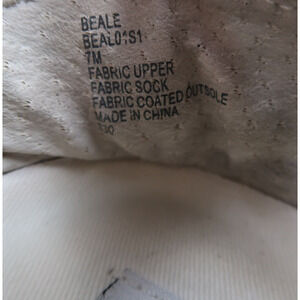 BEALE
BEAL01S1
7M
FABRIC UPPER
FABRIC SOCK
FABRIC COATED OUTSOLE
MADE IN CHINA